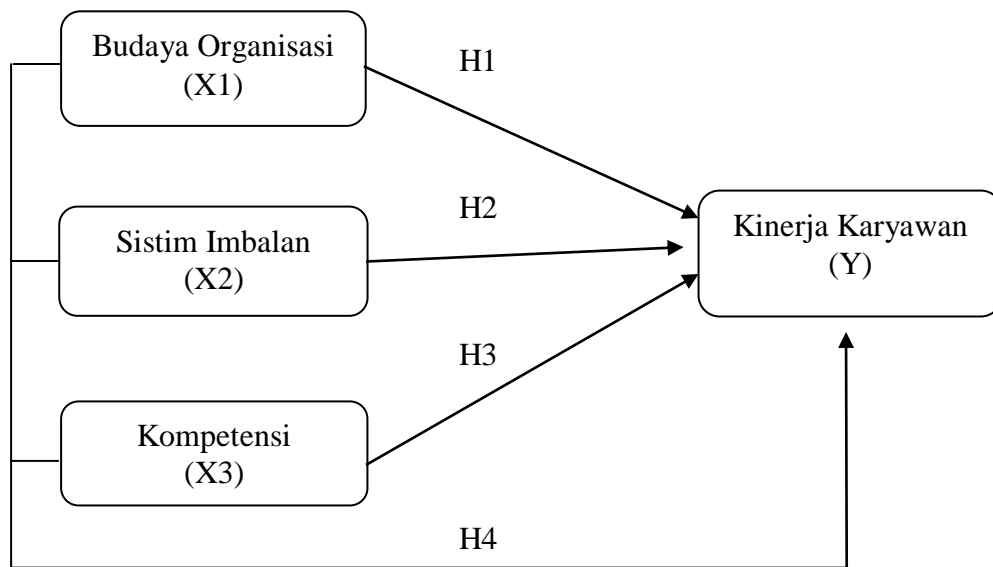 Budaya Organisasi
(X1)
H1
Sistim Imbalan
(X2)
H2
Kinerja Karyawan
(Y)
H3
Kompetensi
(X3)
H4